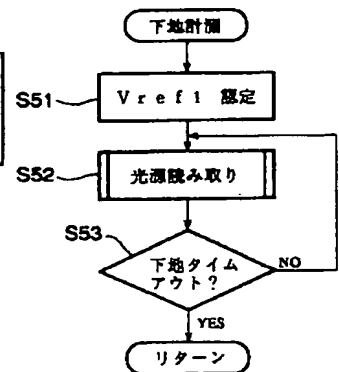 下地計測
S51 Vref1 認定
S52 光源読み取り
S53
下地タイム
アウト?
NO
YES
リターン